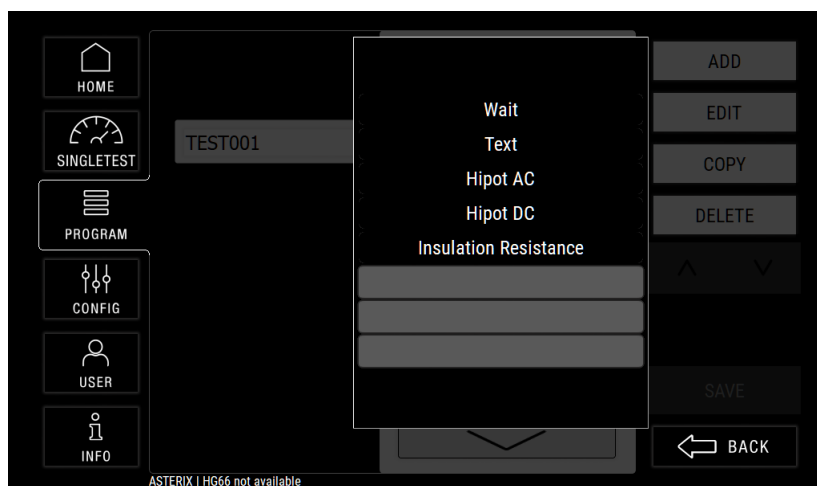 HOME
SINGLETEST
PROGRAM
CONFIG
USER
INFO
TEST001
Wait
Text
Hipot AC
Hipot DC
Insulation Resistance
ADD
EDIT
COPY
DELETE
SAVE
BACK
ASTERIX | HG66 not available